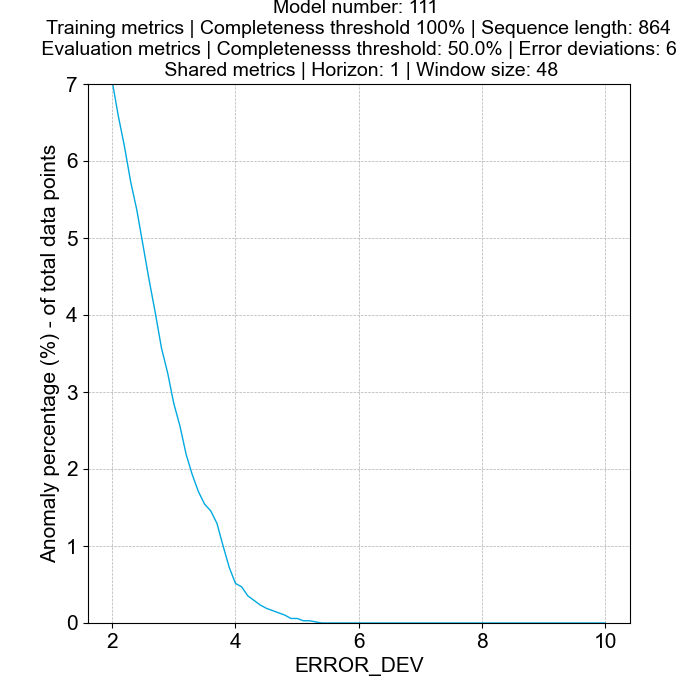 Model number: 111
Training metrics | Completeness threshold 100% | Sequence length: 864
Evaluation metrics | Completenesss threshold: 50.0% | Error deviations: 6
Shared metrics | Horizon: 1 | Window size: 48
Anomaly percentage (%) - of total data points
7
6
5
4
3
2
1
0
2 4 6 8 10
ERROR_DEV